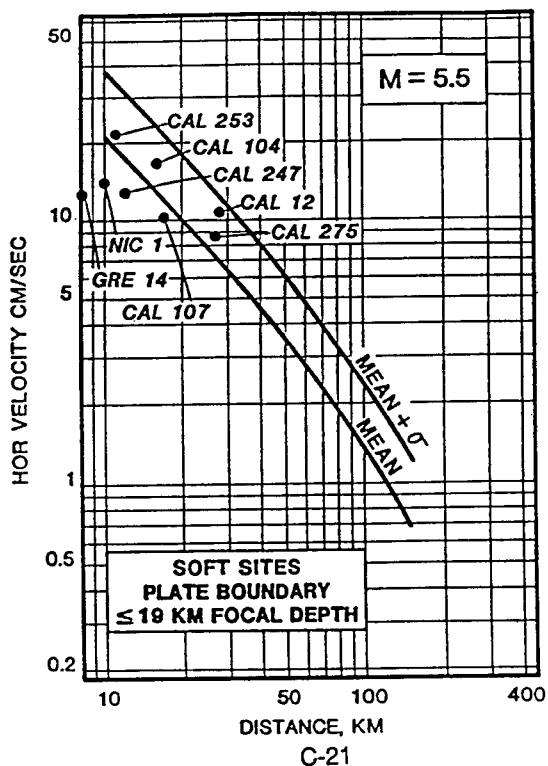 50
M = 5.5
CAL 253
CAL 104
CAL 247
CAL 12
10
NIC 1
CAL 275
GRE 14
5
CAL 107
HOR VELOCITY CM/SEC
MEAN + σ
MEAN
1
0.5
SOFT SITES
PLATE BOUNDARY
≤ 19 KM FOCAL DEPTH
0.2
10 50 100 400
DISTANCE, KM
C-21